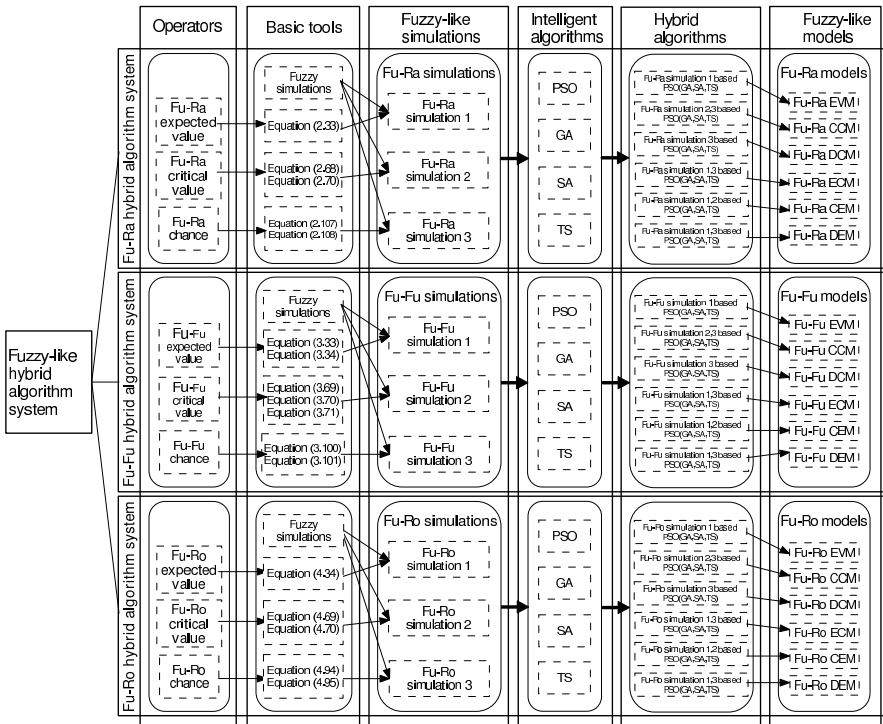 Operators
Basic tools
Fuzzy-like
simulations
Intelligent
algorithms
Hybrid
algorithms
Fuzzy-like
models
Fuzzy-like
hybrid
algorithm
system
Fu-Ra hybrid algorithm system
Fu-Ra
expected
value
Fu-Ra
critical
value
Fu-Ra
chance
Fuzzy
simulations
Equation (2.33)
Equation (2.68)
Equation (2.70)
Equation (2.107)
Equation (2.108)
Fu-Ra simulations
Fu-Ra
simulation 1
Fu-Ra
simulation 2
Fu-Ra
simulation 3
PSO
GA
SA
TS
Fu-Ra simulation 1 based
PSO(GA,SA,TS)
Fu-Ra simulation 2,3 based
PSO(GA,SA,TS)
Fu-Ra simulation 3 based
PSO(GA,SA,TS)
Fu-Ra simulation 1,3 based
PSO(GA,SA,TS)
Fu-Ra simulation 1,2 based
PSO(GA,SA,TS)
Fu-Ra simulation 1,3 based
PSO(GA,SA,TS)
Fu-Ra models
Fu-Ra EVM
Fu-Ra CCM
Fu-Ra DCM
Fu-Ra ECM
Fu-Ra CEM
Fu-Ra DEM
Fu-Fu hybrid algorithm system
Fu-Fu
expected
value
Fu-Fu
critical
value
Fu-Fu
chance
Fuzzy
simulations
Equation (3.33)
Equation (3.34)
Equation (3.69)
Equation (3.70)
Equation (3.71)
Equation (3.100)
Equation (3.101)
Fu-Fu simulations
Fu-Fu
simulation 1
Fu-Fu
simulation 2
Fu-Fu
simulation 3
PSO
GA
SA
TS
Fu-Fu simulation 1 based
PSO(GA,SA,TS)
Fu-Fu simulation 2,3 based
PSO(GA,SA,TS)
Fu-Fu simulation 3 based
PSO(GA,SA,TS)
Fu-Fu simulation 1,3 based
PSO(GA,SA,TS)
Fu-Fu simulation 1,2 based
PSO(GA,SA,TS)
Fu-Fu simulation 1,3 based
PSO(GA,SA,TS)
Fu-Fu models
Fu-Fu EVM
Fu-Fu CCM
Fu-Fu DCM
Fu-Fu ECM
Fu-Fu CEM
Fu-Fu DEM
Fu-Ro hybrid algorithm system
Fu-Ro
expected
value
Fu-Ro
critical
value
Fu-Ro
chance
Fuzzy
simulations
Equation (4.34)
Equation (4.69)
Equation (4.70)
Equation (4.94)
Equation (4.95)
Fu-Ro simulations
Fu-Ro
simulation 1
Fu-Ro
simulation 2
Fu-Ro
simulation 3
PSO
GA
SA
TS
Fu-Ro simulation 1 based
PSO(GA,SA,TS)
Fu-Ro simulation 2,3 based
PSO(GA,SA,TS)
Fu-Ro simulation 3 based
PSO(GA,SA,TS)
Fu-Ro simulation 1,3 based
PSO(GA,SA,TS)
Fu-Ro simulation 1,2 based
PSO(GA,SA,TS)
Fu-Ro simulation 1,3 based
PSO(GA,SA,TS)
Fu-Ro models
Fu-Ro EVM
Fu-Ro CCM
Fu-Ro DCM
Fu-Ro ECM
Fu-Ro CEM
Fu-Ro DEM